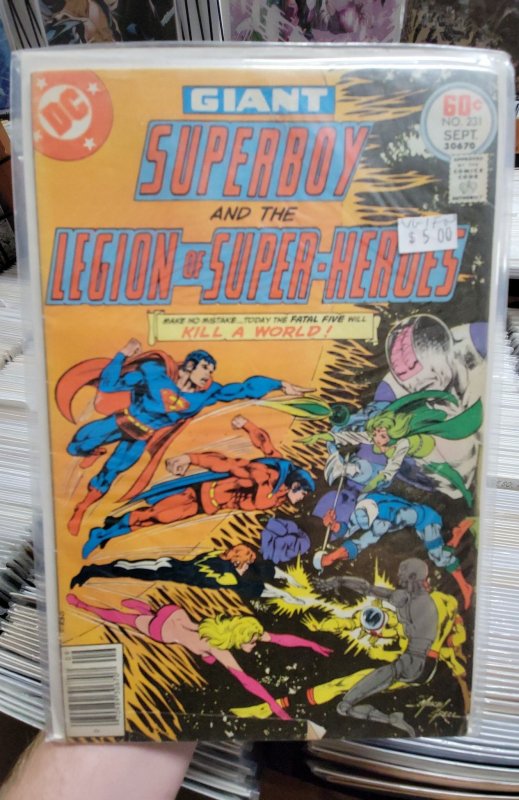 DC
GIANT
60¢
NO. 231
SEPT.
30670
APPROVED
BY THE
COMICS
CODE
AUTHORITY
SUPERBOY
AND THE
$5.00
LEGION OF SUPER-HEROES
MAKE NO MISTAKE...TODAY THE FATAL FIVE WILL
KILL A WORLD!